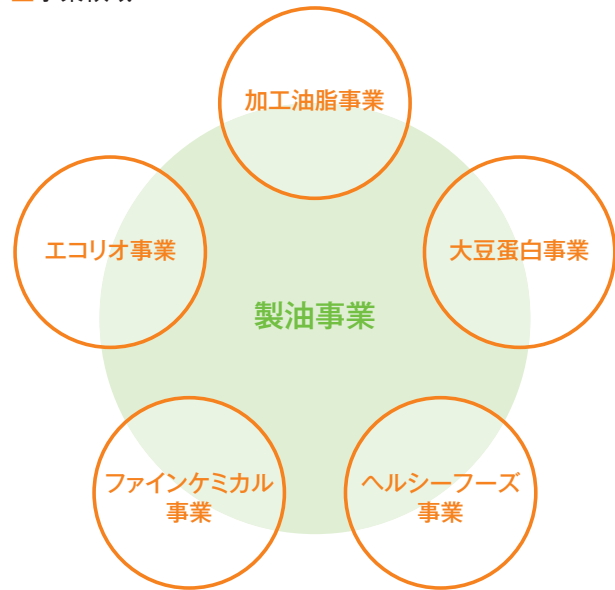 加工油脂事業
エコリオ事業
大豆蛋白事業
製油事業
ファインケミカル
事業
ヘルシーフーズ
事業